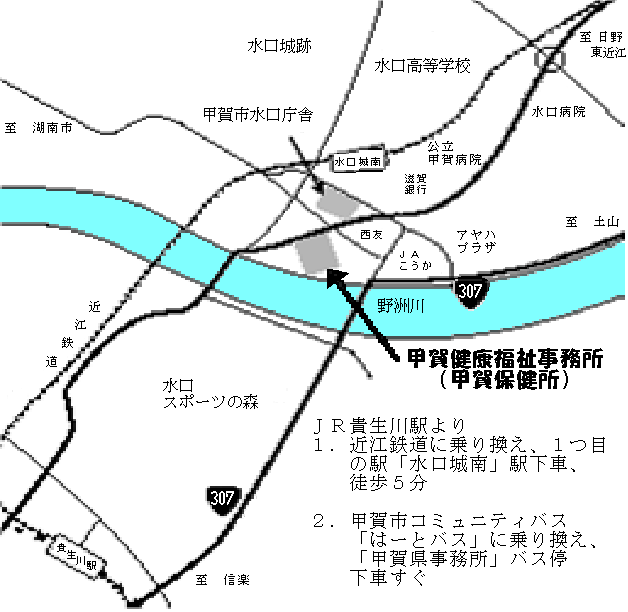 水口城跡
水口高等学校
至 日野
東近江
甲賀市水口庁舎
水口病院
至 湖南市
水口城南
公立
甲賀病院
滋賀
銀行
西友
アヤハ
プラザ
至 土山
JA
こうか
307
野洲川
近江鉄道
甲賀健康福祉事務所
(甲賀保健所)
水口
スポーツの森
JR貴生川駅より
1．近江鉄道に乗り換え、1つ目
の駅「水口城南」駅下車、
徒歩5分
307
2．甲賀市コミュニティバス
「はーとバス」に乗り換え、
「甲賀県事務所」バス停
下車すぐ
貴生川駅
至 信楽